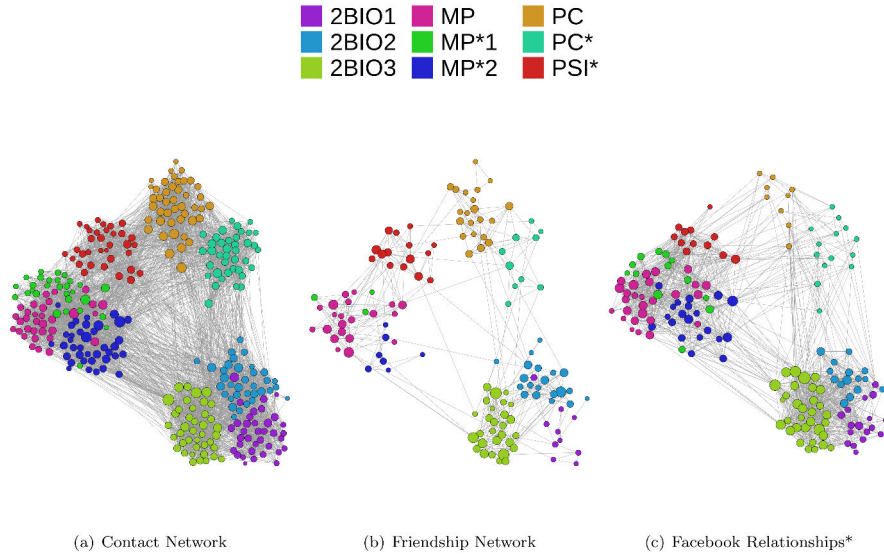 2BIO1 MP PC
2BIO2 MP*1 PC*
2BIO3 MP*2 PSI*
(a) Contact Network (b) Friendship Network (c) Facebook Relationships*